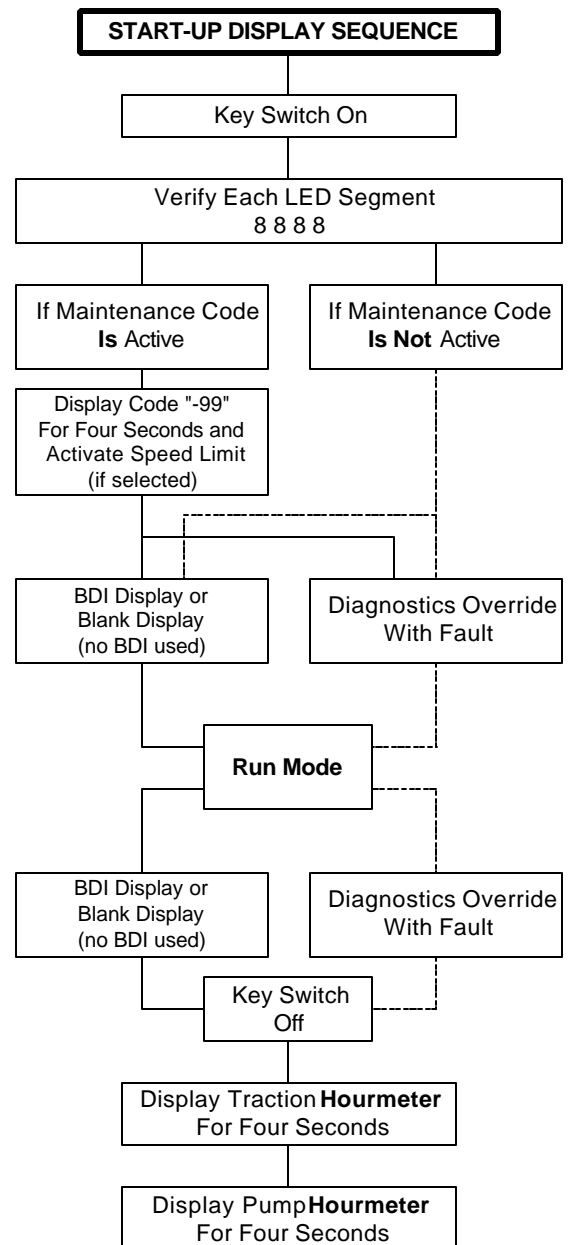 START-UP DISPLAY SEQUENCE
Key Switch On
Verify Each LED Segment
8 8 8 8
If Maintenance Code
Is Active
If Maintenance Code
Is Not Active
Display Code "-99"
For Four Seconds and
Activate Speed Limit
(if selected)
BDI Display or
Blank Display
(no BDI used)
Diagnostics Override
With Fault
Run Mode
BDI Display or
Blank Display
(no BDI used)
Diagnostics Override
With Fault
Key Switch
Off
Display Traction Hourmeter
For Four Seconds
Display Pump Hourmeter
For Four Seconds